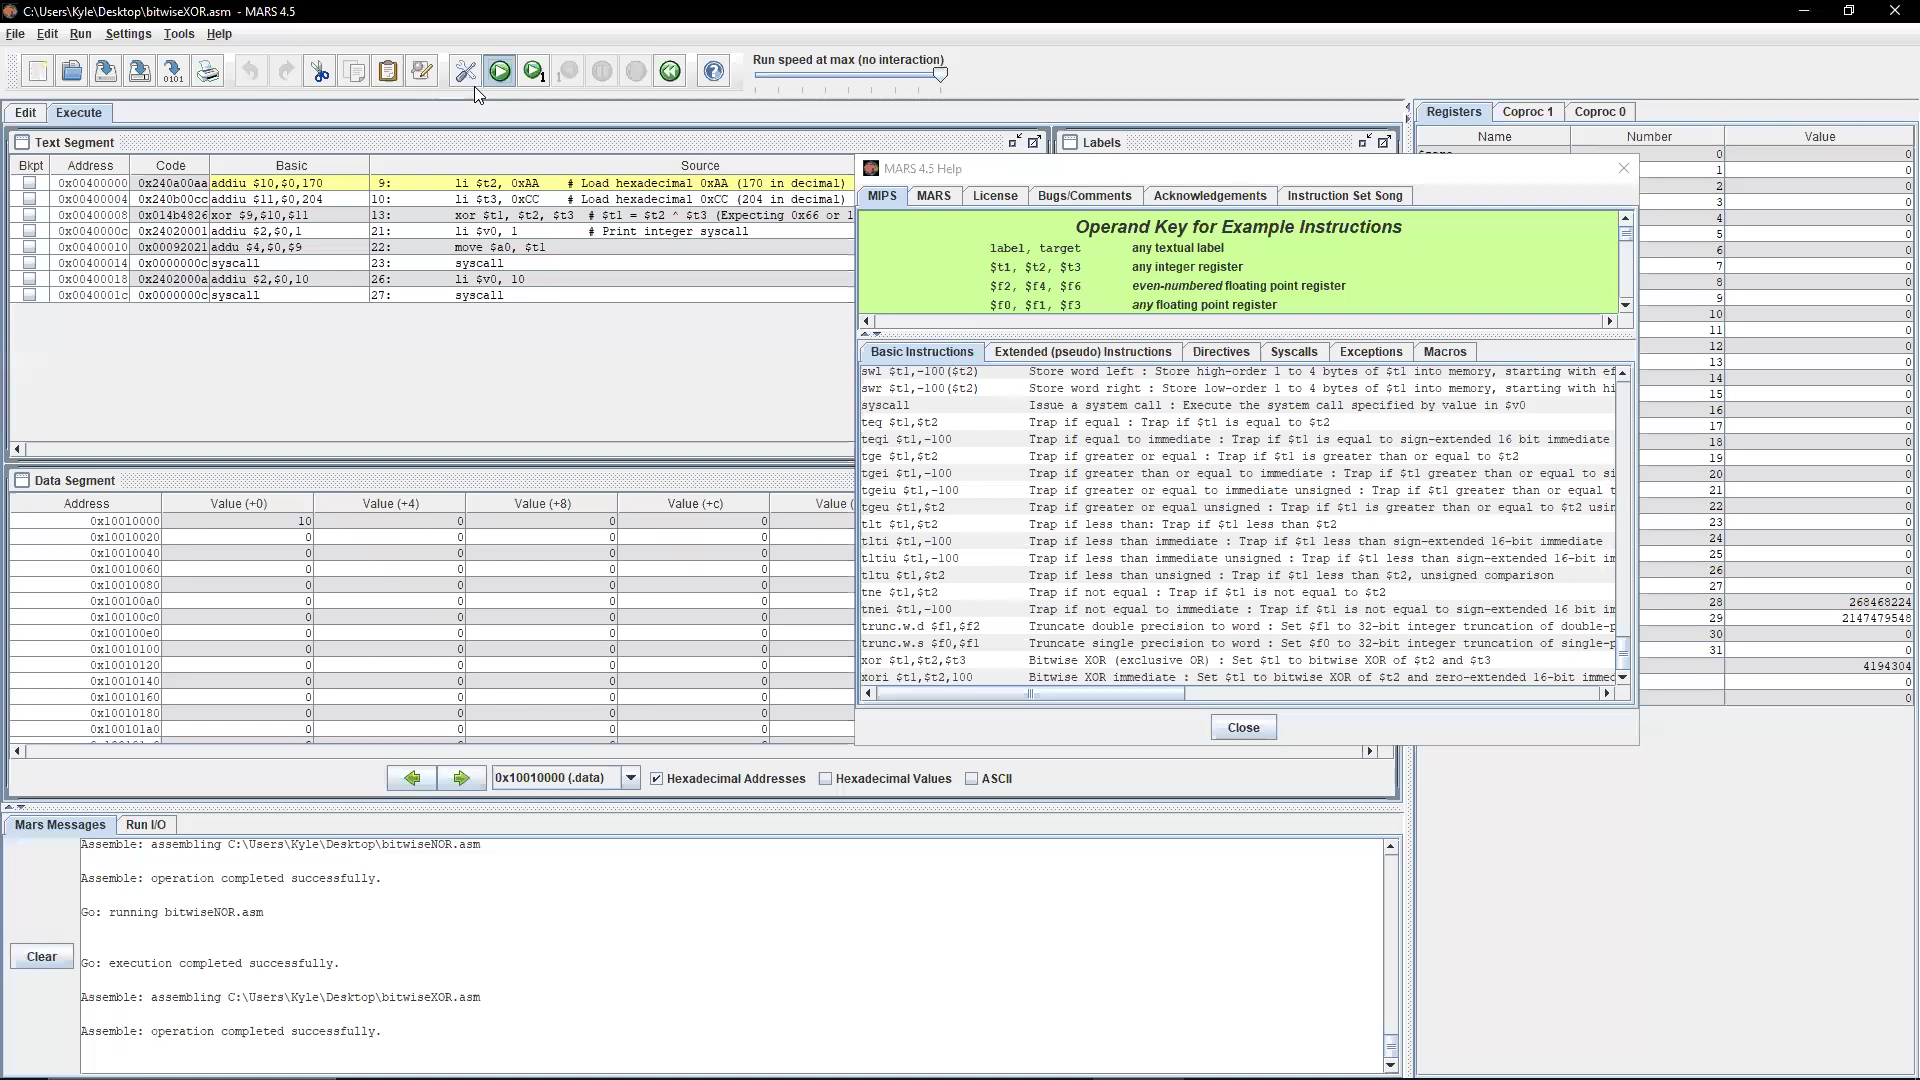 C:\Users\Kyle\Desktop\bitwiseXOR.asm - MARS 4.5
File Edit Run Settings Tools Help
Run speed at max (no interaction)
Edit Execute
Registers Coproc 1 Coproc 0
Text Segment
Labels
Name Number Value
Bkpt Address Code Basic Source
0x00400000 0x240a00aa addiu $10,$0,170 9: li $t2, 0xAA # Load hexadecimal 0xAA (170 in decimal)
0x00400004 0x240b00cc addiu $11,$0,204 10: li $t3, 0xCC # Load hexadecimal 0xCC (204 in decimal)
0x00400008 0x014b4826 xor $9,$10,$11 13: xor $t1, $t2, $t3 # $t1 = $t2 ^ $t3 (Expecting 0x66 or 1
0x0040000c 0x24020001 addiu $2,$0,1 21: li $v0, 1 # Print integer syscall
0x00400010 0x00092021 addu $4,$0,$9 22: move $a0, $t1
0x00400014 0x0000000c syscall 23: syscall
0x00400018 0x2402000a addiu $2,$0,10 26: li $v0, 10
0x0040001c 0x0000000c syscall 27: syscall
MARS 4.5 Help
MIPS MARS License Bugs/Comments Acknowledgements Instruction Set Song
Operand Key for Example Instructions
label, target any textual label
$t1, $t2, $t3 any integer register
$f2, $f4, $f6 even-numbered floating point register
$f0, $f1, $f3 any floating point register
Basic Instructions Extended (pseudo) Instructions Directives Syscalls Exceptions Macros
swl $t1,-100($t2) Store word left : Store high-order 1 to 4 bytes of $t1 into memory, starting with ef
swr $t1,-100($t2) Store word right : Store low-order 1 to 4 bytes of $t1 into memory, starting with hi
syscall Issue a system call : Execute the system call specified by value in $v0
teq $t1,$t2 Trap if equal : Trap if $t1 is equal to $t2
teqi $t1,-100 Trap if equal to immediate : Trap if $t1 is equal to sign-extended 16 bit immediate
tge $t1,$t2 Trap if greater or equal : Trap if $t1 is greater than or equal to $t2
tgei $t1,-100 Trap if greater than or equal to immediate : Trap if $t1 greater than or equal to si
tgeiu $t1,-100 Trap if greater or equal to immediate unsigned : Trap if $t1 greater than or equal t
tgeu $t1,$t2 Trap if greater or equal unsigned : Trap if $t1 is greater than or equal to $t2 usin
tlt $t1,$t2 Trap if less than: Trap if $t1 less than $t2
tlti $t1,-100 Trap if less than immediate : Trap if $t1 less than sign-extended 16-bit immediate
tltiu $t1,-100 Trap if less than immediate unsigned : Trap if $t1 less than sign-extended 16-bit im
tltu $t1,$t2 Trap if less than unsigned : Trap if $t1 less than $t2, unsigned comparison
tne $t1,$t2 Trap if not equal : Trap if $t1 is not equal to $t2
tnei $t1,-100 Trap if not equal to immediate : Trap if $t1 is not equal to sign-extended 16 bit im
trunc.w.d $f1,$f2 Truncate double precision to word : Set $f1 to 32-bit integer truncation of double-p
trunc.w.s $f0,$f1 Truncate single precision to word : Set $f0 to 32-bit integer truncation of single-p
xor $t1,$t2,$t3 Bitwise XOR (exclusive OR) : Set $t1 to bitwise XOR of $t2 and $t3
xori $t1,$t2,100 Bitwise XOR immediate : Set $t1 to bitwise XOR of $t2 and zero-extended 16-bit immed
Close
0 0
1 0
2 0
3 0
4 0
5 0
6 0
7 0
8 0
9 0
10 0
11 0
12 0
13 0
14 0
15 0
16 0
17 0
18 0
19 0
20 0
21 0
22 0
23 0
24 0
25 0
26 0
27 0
28 268468224
29 2147479548
30 0
31 0
4194304
0
0
Data Segment
Address Value (+0) Value (+4) Value (+8) Value (+c) Value (
0x10010000 10 0 0 0
0x10010020 0 0 0 0
0x10010040 0 0 0 0
0x10010060 0 0 0 0
0x10010080 0 0 0 0
0x100100a0 0 0 0 0
0x100100c0 0 0 0 0
0x100100e0 0 0 0 0
0x10010100 0 0 0 0
0x10010120 0 0 0 0
0x10010140 0 0 0 0
0x10010160 0 0 0 0
0x10010180 0 0 0 0
0x100101a0 0 0 0 0
0x10010000 (.data) Hexadecimal Addresses Hexadecimal Values ASCII
Mars Messages Run I/O
Assemble: assembling C:\Users\Kyle\Desktop\bitwiseNOR.asm
Assemble: operation completed successfully.
Go: running bitwiseNOR.asm
Go: execution completed successfully.
Assemble: assembling C:\Users\Kyle\Desktop\bitwiseXOR.asm
Assemble: operation completed successfully.
Clear